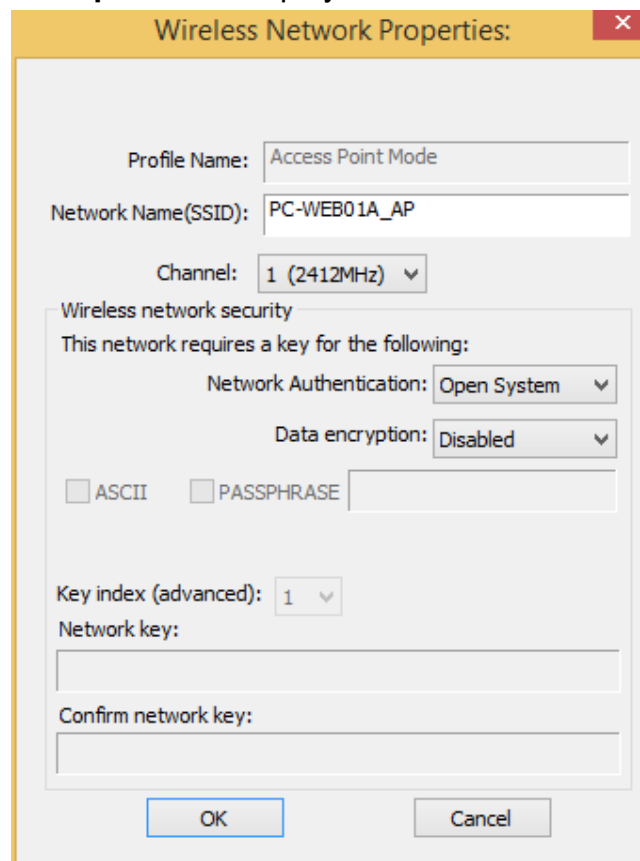 Wireless Network Properties:
Profile Name: Access Point Mode
Network Name(SSID): PC-WEB01A_AP
Channel: 1 (2412MHz)
Wireless network security
This network requires a key for the following:
Network Authentication: Open System
Data encryption: Disabled
ASCII PASSPHRASE
Key index (advanced): 1
Network key:
Confirm network key:
OK Cancel